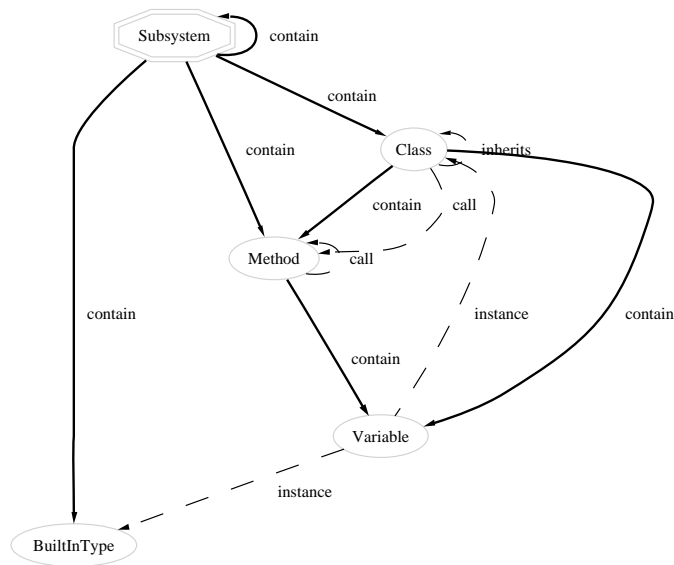 Subsystem
contain
contain
contain
Class
inherits
contain
call
Method
call
contain
instance
contain
contain
Variable
instance
BuiltInType